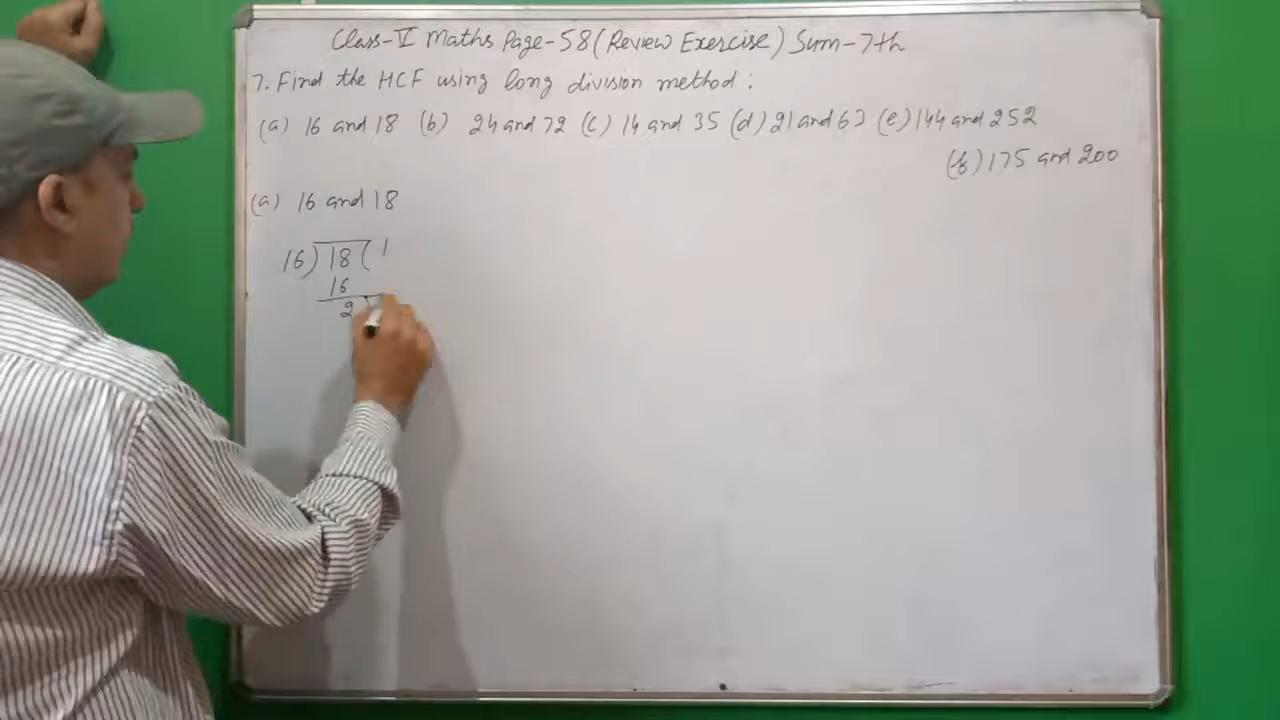 Class-V Maths Page-58 (Review Exercise) Sum-7th
7. Find the HCF using long division method:
(a) 16 and 18 (b) 24 and 72 (c) 14 and 35 (d) 21 and 63 (e) 144 and 252
(f) 175 and 200
(a) 16 and 18
16) 18 ( 1
16
2